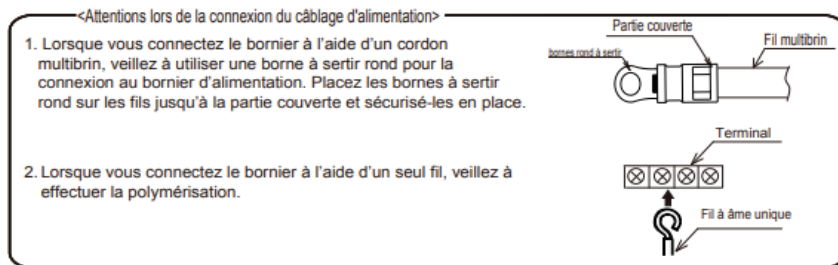 <Attentions lors de la connexion du câblage d'alimentation>
1. Lorsque vous connectez le bornier à l'aide d'un cordon
multibrin, veillez à utiliser une borne à sertir rond pour la
connexion au bornier d'alimentation. Placez les bornes à sertir
rond sur les fils jusqu'à la partie couverte et sécurisé-les en place.
Partie couverte
bornes rond à sertir
Fil multibrin
2. Lorsque vous connectez le bornier à l'aide d'un seul fil, veillez à
effectuer la polymérisation.
Terminal
Fil à âme unique